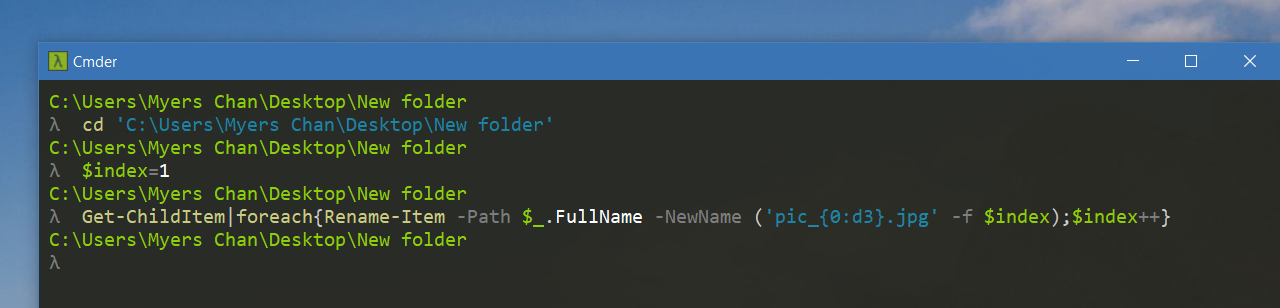 λ Cmder
C:\Users\Myers Chan\Desktop\New folder
λ  cd 'C:\Users\Myers Chan\Desktop\New folder'
C:\Users\Myers Chan\Desktop\New folder
λ  $index=1
C:\Users\Myers Chan\Desktop\New folder
λ  Get-ChildItem|foreach{Rename-Item -Path $_.FullName -NewName ('pic_{0:d3}.jpg' -f $index);$index++}
C:\Users\Myers Chan\Desktop\New folder
λ